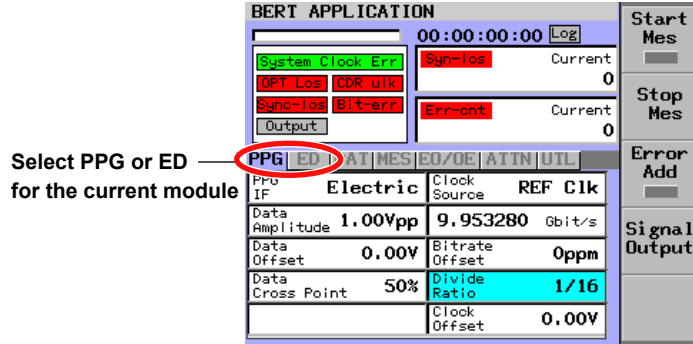 BERT APPLICATION
00:00:00:00 Log
System Clock Err
OPT Los CDR ulk
Sync-los Bit-err
Output
Syn-los Current
0
Err-cnt Current
0
Start
Mes
Stop
Mes
Error
Add
Signal
Output
Select PPG or ED
for the current module
PPG ED PAT MES EO/OE ATTN UTL
PPG
IF Electric
Clock
Source REF Clk
Data
Amplitude 1.00Vpp
9.953280 Gbit/s
Data
Offset 0.00V
Bitrate
Offset 0ppm
Data
Cross Point 50%
Divide
Ratio 1/16
Clock
Offset 0.00V